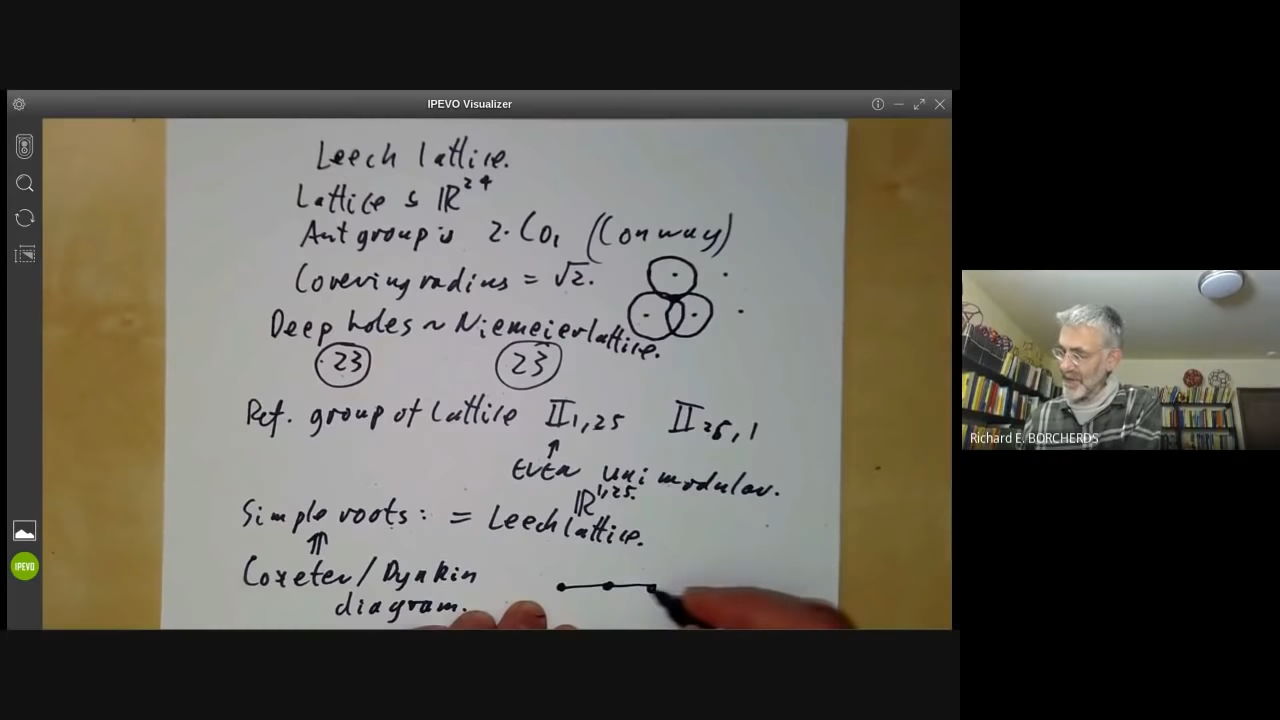 IPEVO Visualizer
Leech lattice.
Lattice s ℝ²⁴
Aut group is 2·Co₁ (Conway)
Covering radius = √2.
Deep holes ~ Niemeier lattice.
23 23
Ref. group of lattice II₁,₂₅ II₂₅,₁
↑
EVEN unimodular.
ℝ¹,²⁵.
Simple roots: = Leech lattice.
⇑
Coxeter/Dynkin
diagram.
IPEVO
Richard E. BORCHERDS